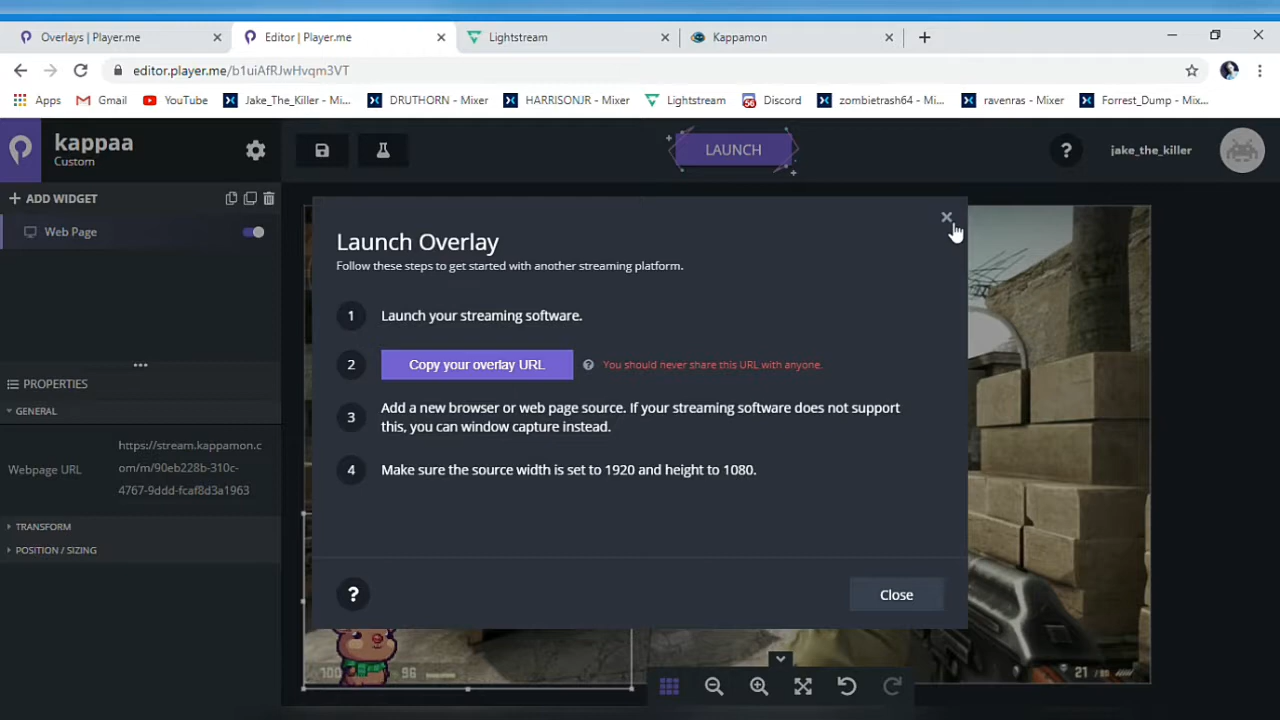 Overlays | Player.me
Editor | Player.me
Lightstream
Kappamon
editor.player.me/b1uiAfRJwHvqm3VT
Apps
Gmail
YouTube
Jake_The_Killer - Mi...
DRUTHORN - Mixer
HARRISONJR - Mixer
Lightstream
Discord
zombietrash64 - Mi...
ravenras - Mixer
Forrest_Dump - Mix...
kappaa
Custom
LAUNCH
?
jake_the_killer
ADD WIDGET
Web Page
PROPERTIES
GENERAL
Webpage URL
https://stream.kappamon.c
om/m/90eb228b-310c-
4767-9ddd-fcaf8d3a1963
TRANSFORM
POSITION / SIZING
Launch Overlay
Follow these steps to get started with another streaming platform.
1 Launch your streaming software.
2 Copy your overlay URL ? You should never share this URL with anyone.
3 Add a new browser or web page source. If your streaming software does not support
this, you can window capture instead.
4 Make sure the source width is set to 1920 and height to 1080.
?
Close
100 96
21